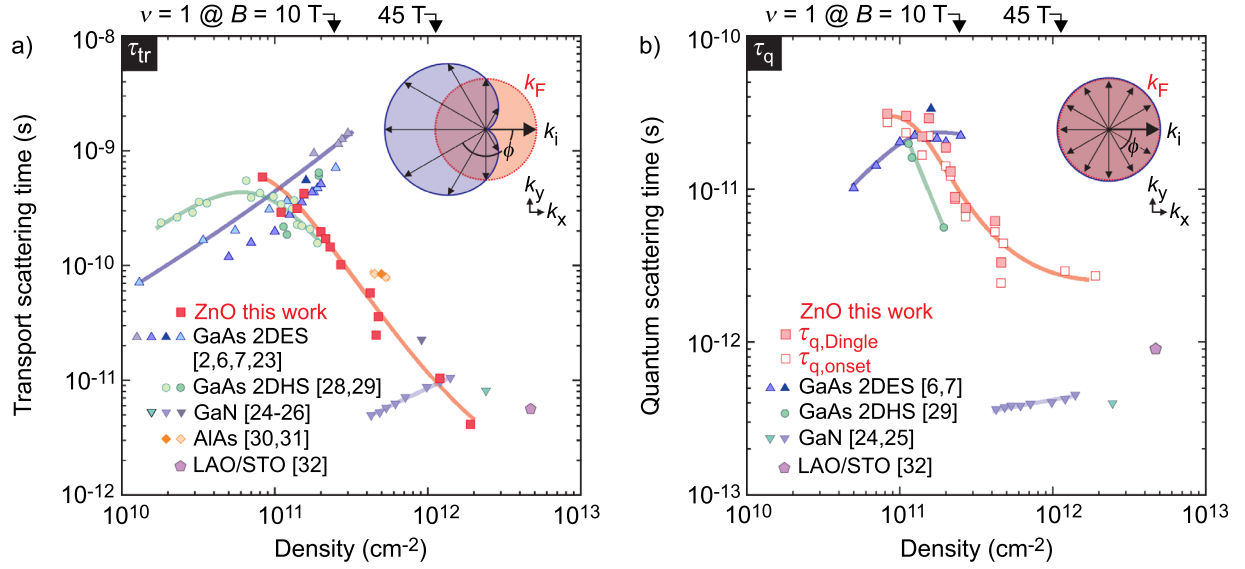 ν = 1 @ B = 10 T 45 T
a)
τtr
Transport scattering time (s)
10-8
10-9
10-10
10-11
10-12
kF
ki
ϕ
ky
kx
ZnO this work
GaAs 2DES
[2,6,7,23]
GaAs 2DHS [28,29]
GaN [24-26]
AlAs [30,31]
LAO/STO [32]
1010 1011 1012 1013
Density (cm-2)
ν = 1 @ B = 10 T 45 T
b)
τq
Quantum scattering time (s)
10-10
10-11
10-12
10-13
kF
ki
ϕ
ky
kx
ZnO this work
τq,Dingle
τq,onset
GaAs 2DES [6,7]
GaAs 2DHS [29]
GaN [24,25]
LAO/STO [32]
1010 1011 1012 1013
Density (cm-2)